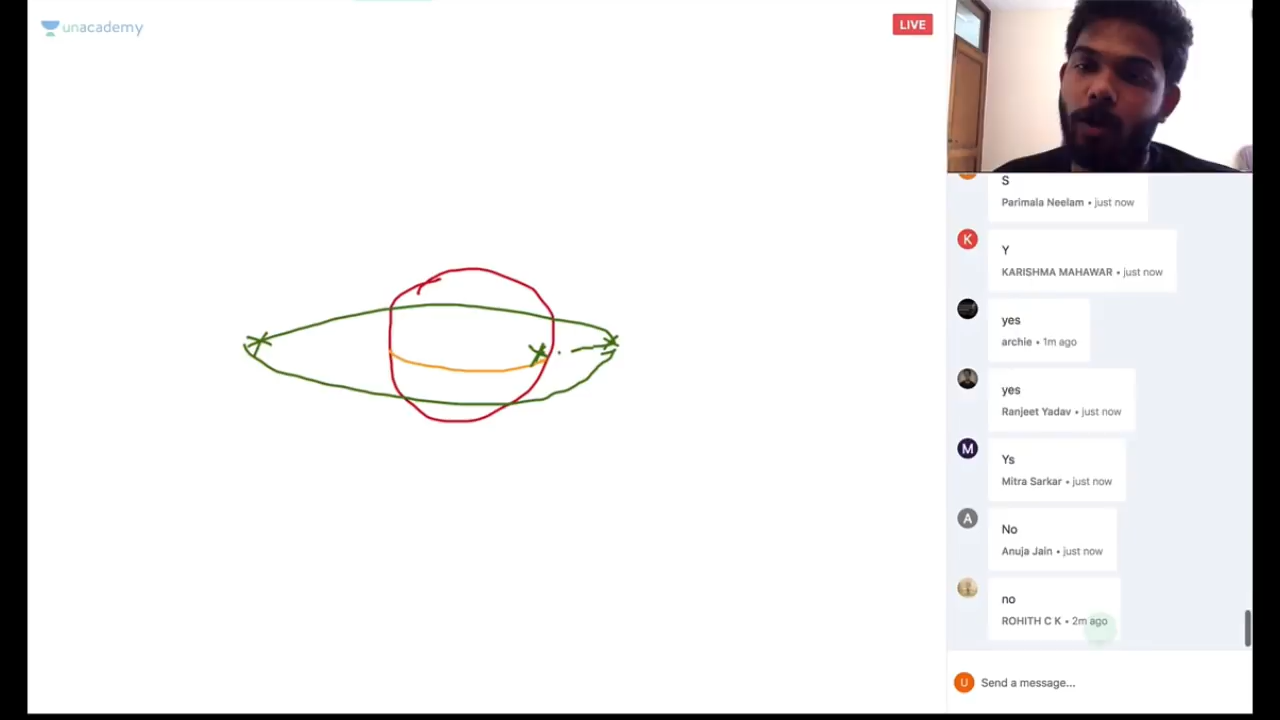 unacademy
LIVE
S
Parimala Neelam • just now
K
Y
KARISHMA MAHAWAR • just now
yes
archie • 1m ago
yes
Ranjeet Yadav • just now
M
Ys
Mitra Sarkar • just now
A
No
Anuja Jain • just now
no
ROHITH C K • 2m ago
U
Send a message...